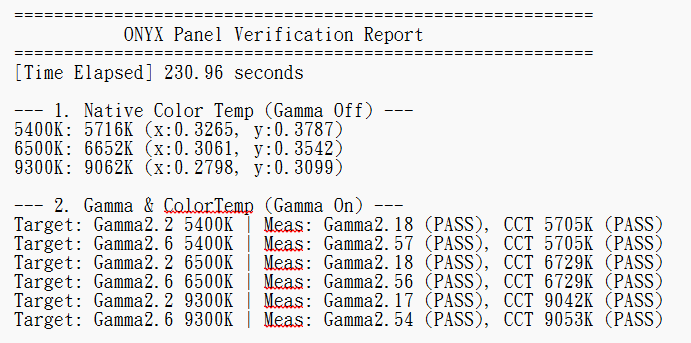 ==========================================================
ONYX Panel Verification Report
==========================================================
[Time Elapsed] 230.96 seconds
--- 1. Native Color Temp (Gamma Off) ---
5400K: 5716K (x:0.3265, y:0.3787)
6500K: 6652K (x:0.3061, y:0.3542)
9300K: 9062K (x:0.2798, y:0.3099)
--- 2. Gamma & ColorTemp (Gamma On) ---
Target: Gamma2.2 5400K | Meas: Gamma2.18 (PASS), CCT 5705K (PASS)
Target: Gamma2.6 5400K | Meas: Gamma2.57 (PASS), CCT 5705K (PASS)
Target: Gamma2.2 6500K | Meas: Gamma2.18 (PASS), CCT 6729K (PASS)
Target: Gamma2.6 6500K | Meas: Gamma2.56 (PASS), CCT 6729K (PASS)
Target: Gamma2.2 9300K | Meas: Gamma2.17 (PASS), CCT 9042K (PASS)
Target: Gamma2.6 9300K | Meas: Gamma2.54 (PASS), CCT 9053K (PASS)